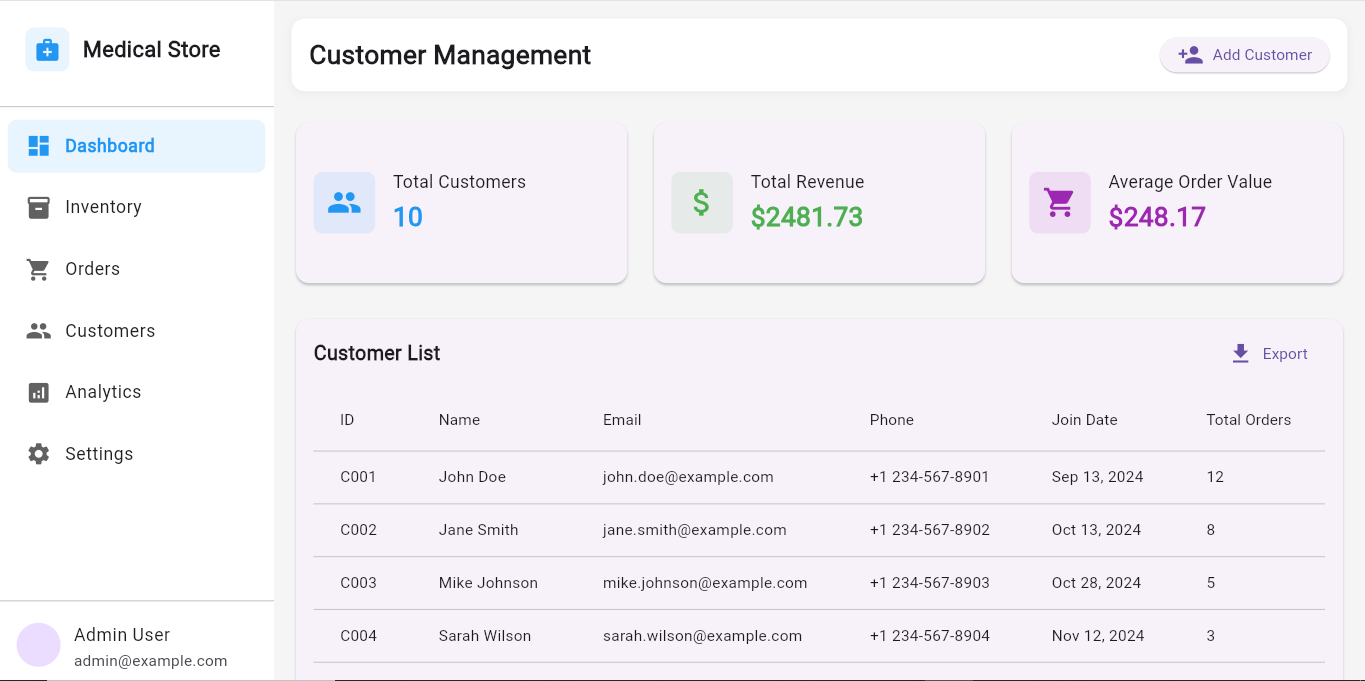 Medical Store
Dashboard
Inventory
Orders
Customers
Analytics
Settings
Admin User
admin@example.com
Customer Management
Add Customer
Total Customers
10
$
Total Revenue
$2481.73
Average Order Value
$248.17
Customer List
Export
ID Name Email Phone Join Date Total Orders
C001 John Doe john.doe@example.com +1 234-567-8901 Sep 13, 2024 12
C002 Jane Smith jane.smith@example.com +1 234-567-8902 Oct 13, 2024 8
C003 Mike Johnson mike.johnson@example.com +1 234-567-8903 Oct 28, 2024 5
C004 Sarah Wilson sarah.wilson@example.com +1 234-567-8904 Nov 12, 2024 3